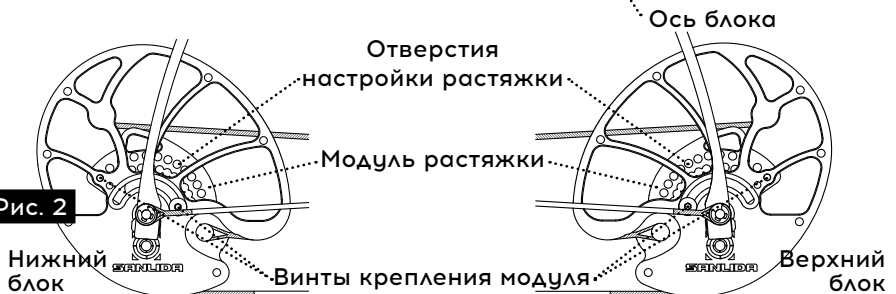 Ось блока
Отверстия
настройки растяжки
Модуль растяжки
Рис. 2
Нижний
блок
SANLIDA
Винты крепления модуля
SANLIDA
Верхний
блок